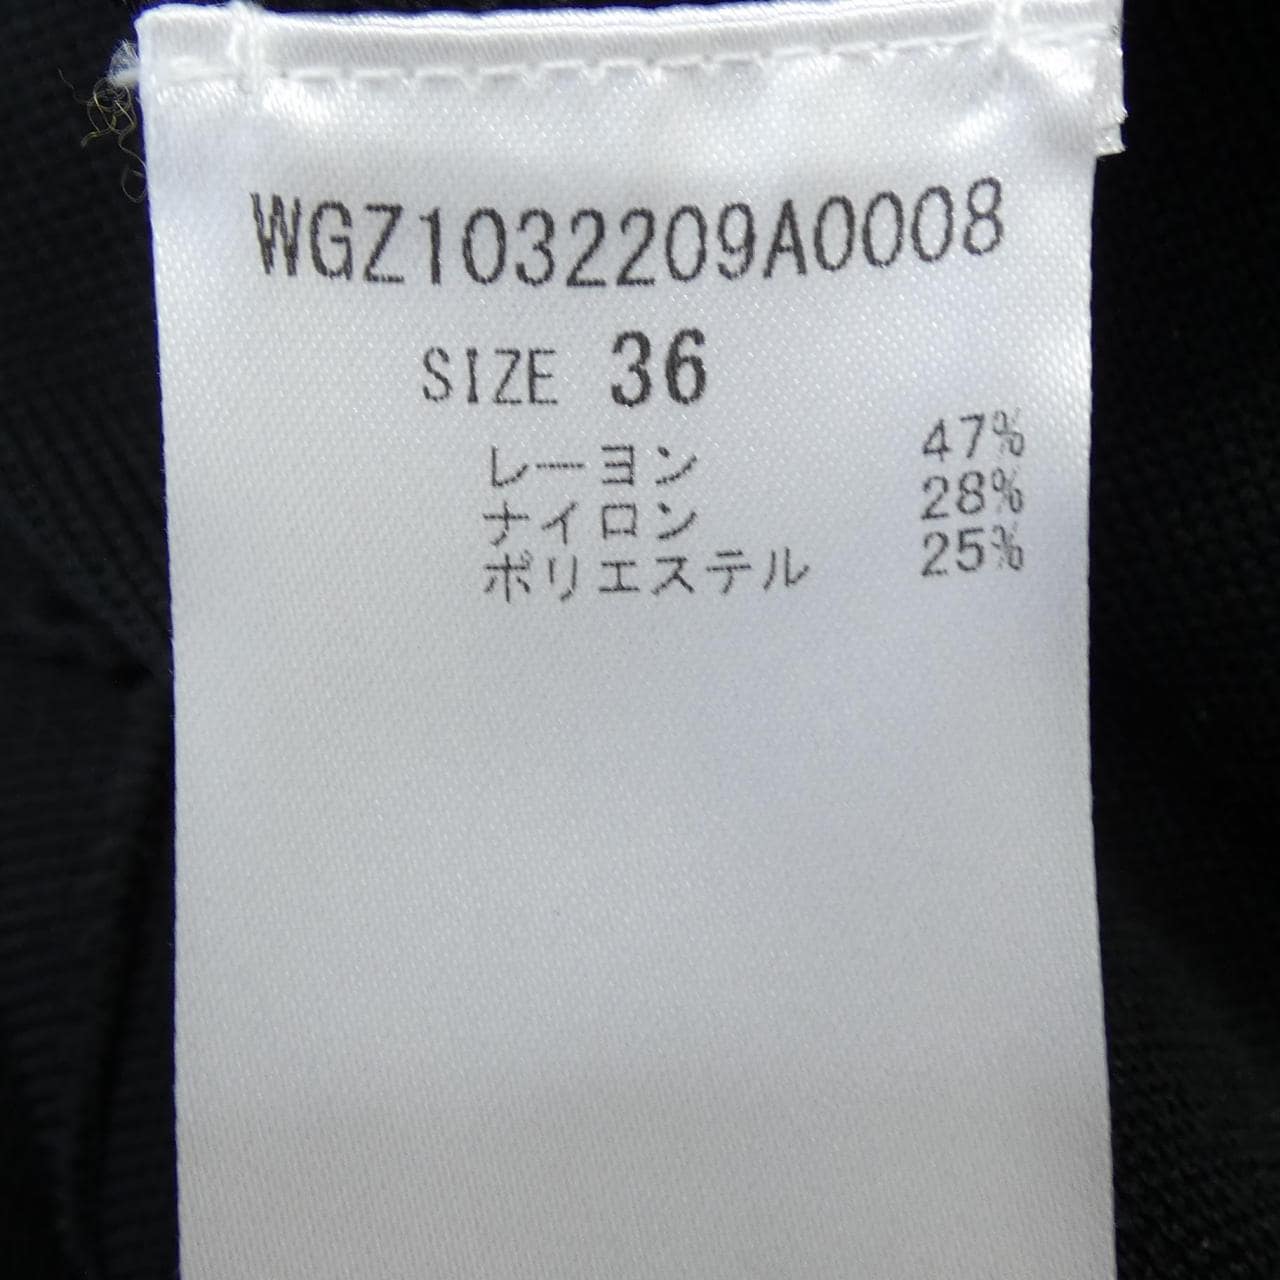 WGZ1032209A0008
SIZE 36
レーヨン 47%
ナイロン 28%
ポリエステル 25%